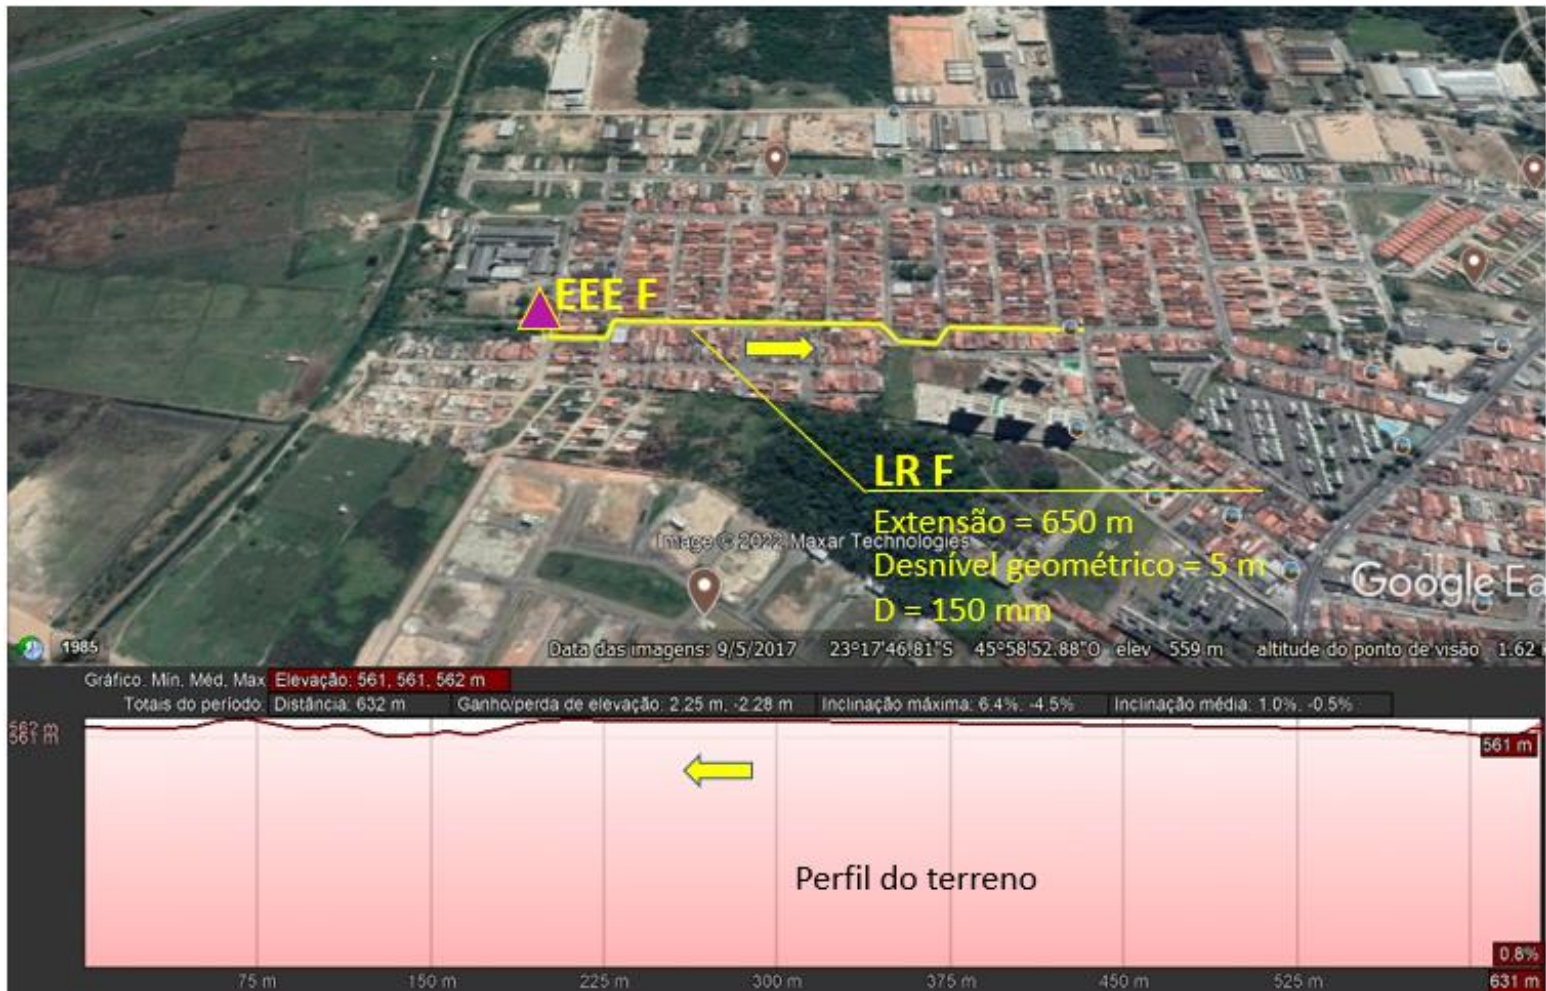 EEE F
LR F
Extensão = 650 m
Desnível geométrico = 5 m
D = 150 mm
Image © 2022 Maxar Technologies
Google Ea
1985
Data das imagens: 9/5/2017 23°17'46.81"S 45°58'52.88"O elev 559 m altitude do ponto de visão 1.62
Gráfico. Mín, Méd, Max Elevação: 561, 561, 562 m
Totais do período: Distância: 632 m Ganho/perda de elevação: 2.25 m, -2.28 m Inclinação máxima: 6.4%, -4.5% Inclinação média: 1.0%, -0.5%
562 m
561 m
561 m
Perfil do terreno
0.8%
75 m 150 m 225 m 300 m 375 m 450 m 525 m 631 m